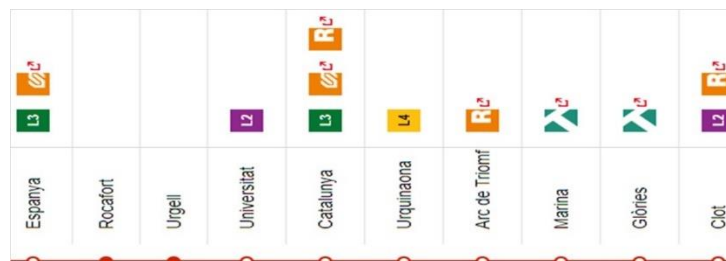 R
R
L3
L2
L3
L4
R
L2
Espanya
Rocafort
Urgell
Universitat
Catalunya
Urquinaona
Arc de Triomf
Marina
Glòries
Clot